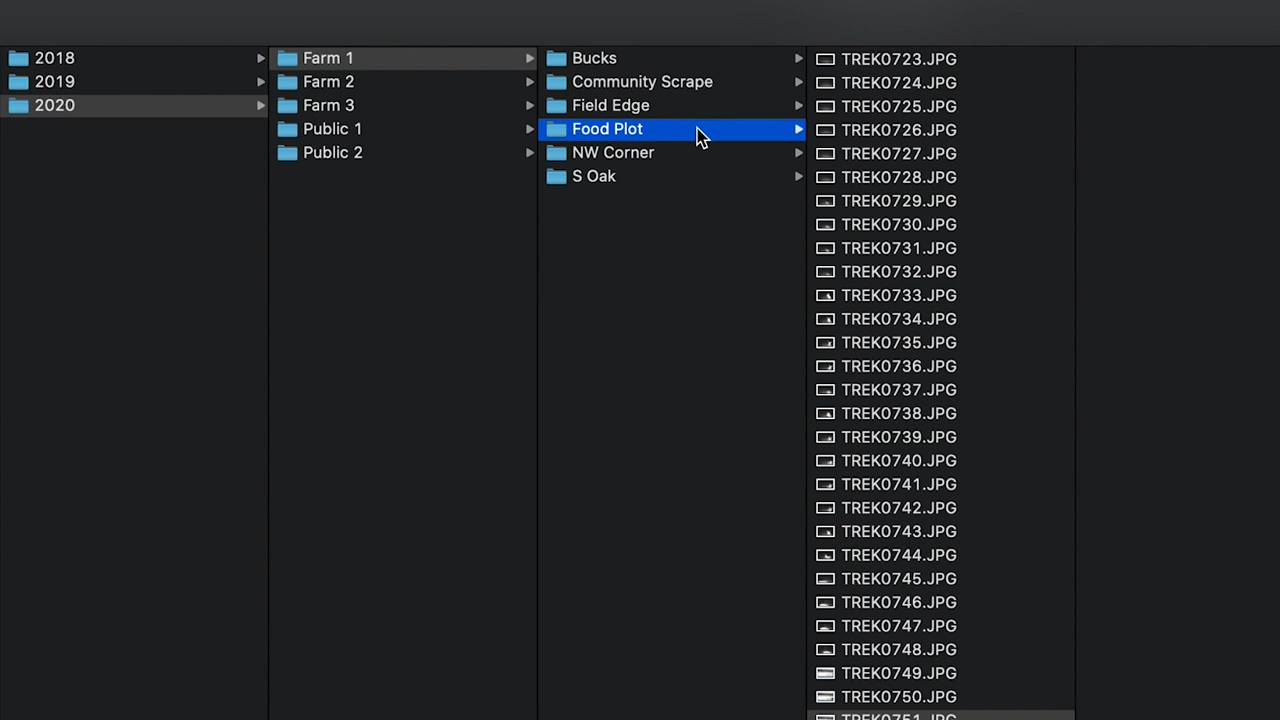 2018
2019
2020
Farm 1
Farm 2
Farm 3
Public 1
Public 2
Bucks
Community Scrape
Field Edge
Food Plot
NW Corner
S Oak
TREK0723.JPG
TREK0724.JPG
TREK0725.JPG
TREK0726.JPG
TREK0727.JPG
TREK0728.JPG
TREK0729.JPG
TREK0730.JPG
TREK0731.JPG
TREK0732.JPG
TREK0733.JPG
TREK0734.JPG
TREK0735.JPG
TREK0736.JPG
TREK0737.JPG
TREK0738.JPG
TREK0739.JPG
TREK0740.JPG
TREK0741.JPG
TREK0742.JPG
TREK0743.JPG
TREK0744.JPG
TREK0745.JPG
TREK0746.JPG
TREK0747.JPG
TREK0748.JPG
TREK0749.JPG
TREK0750.JPG
TREK0751.JPG